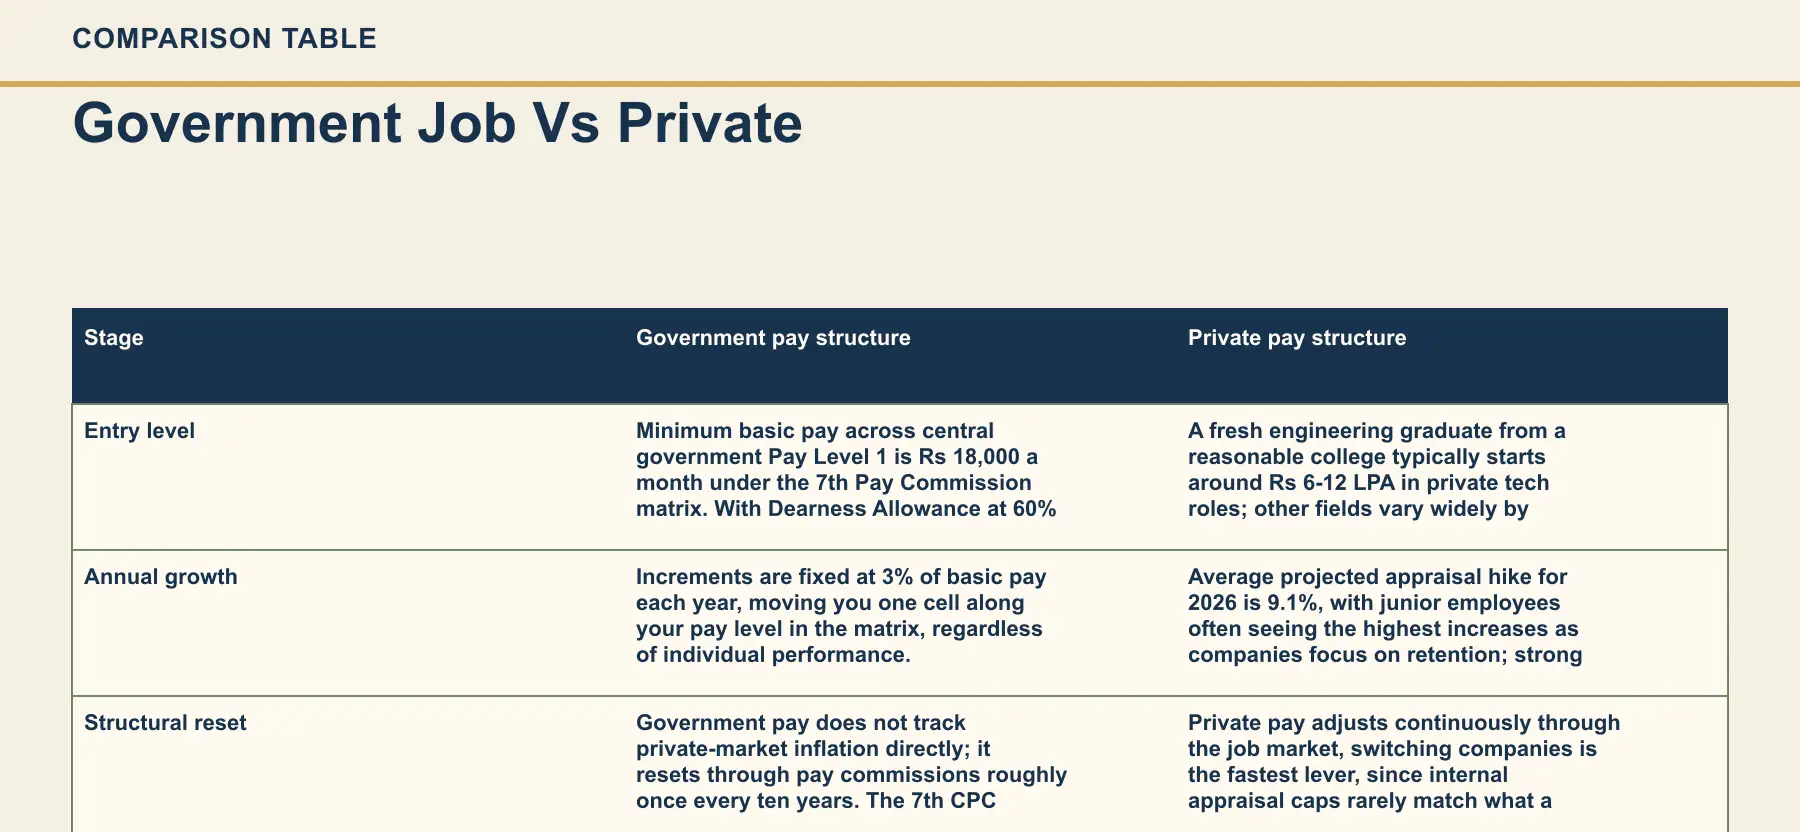 COMPARISON TABLE
Government Job Vs Private
Stage
Government pay structure
Private pay structure
Entry level
Minimum basic pay across central
government Pay Level 1 is Rs 18,000 a
month under the 7th Pay Commission
matrix. With Dearness Allowance at 60%
A fresh engineering graduate from a
reasonable college typically starts
around Rs 6-12 LPA in private tech
roles; other fields vary widely by
Annual growth
Increments are fixed at 3% of basic pay
each year, moving you one cell along
your pay level in the matrix, regardless
of individual performance.
Average projected appraisal hike for
2026 is 9.1%, with junior employees
often seeing the highest increases as
companies focus on retention; strong
Structural reset
Government pay does not track
private-market inflation directly; it
resets through pay commissions roughly
once every ten years. The 7th CPC
Private pay adjusts continuously through
the job market, switching companies is
the fastest lever, since internal
appraisal caps rarely match what a